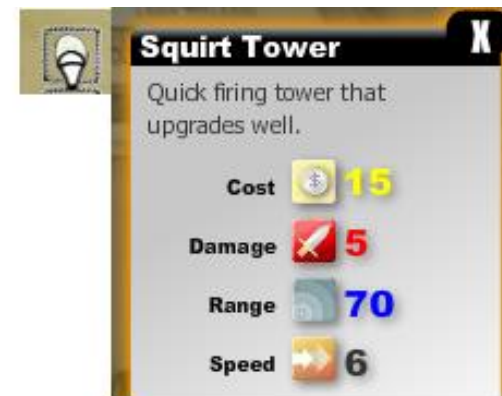 Squirt Tower X
Quick firing tower that
upgrades well.
Cost $ 15
Damage 5
Range 70
Speed 6